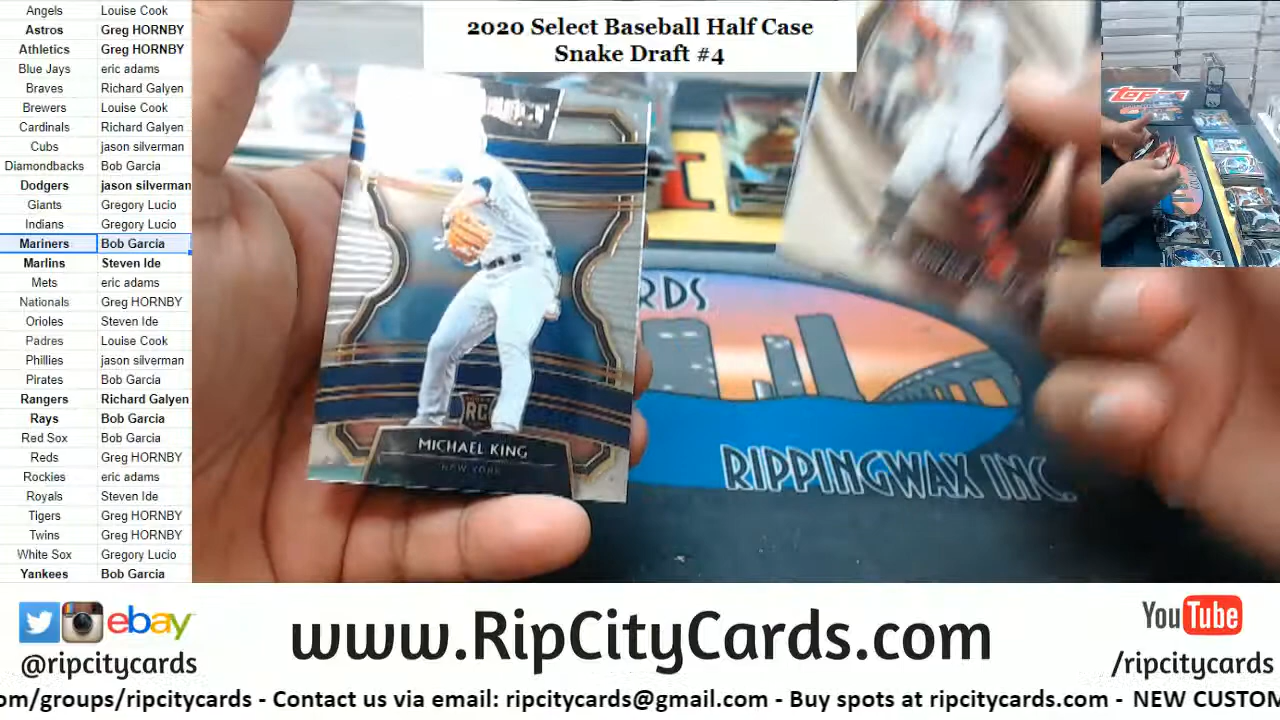 2020 Select Baseball Half Case
Snake Draft #4
Angels Louise Cook
Astros Greg HORNBY
Athletics Greg HORNBY
Blue Jays eric adams
Braves Richard Galyen
Brewers Louise Cook
Cardinals Richard Galyen
Cubs jason silverman
Diamondbacks Bob Garcia
Dodgers jason silverman
Giants Gregory Lucio
Indians Gregory Lucio
Mariners Bob Garcia
Marlins Steven Ide
Mets eric adams
Nationals Greg HORNBY
Orioles Steven Ide
Padres Louise Cook
Phillies jason silverman
Pirates Bob Garcia
Rangers Richard Galyen
Rays Bob Garcia
Red Sox Bob Garcia
Reds Greg HORNBY
Rockies eric adams
Royals Steven Ide
Tigers Greg HORNBY
Twins Greg HORNBY
White Sox Gregory Lucio
Yankees Bob Garcia
RC
MICHAEL KING
NEW YORK
RDS
RIPPINGWAX INC.
TOPPS
ebay
@ripcitycards
www.RipCityCards.com
YouTube
/ripcitycards
om/groups/ripcitycards - Contact us via email: ripcitycards@gmail.com - Buy spots at ripcitycards.com - NEW CUSTOM